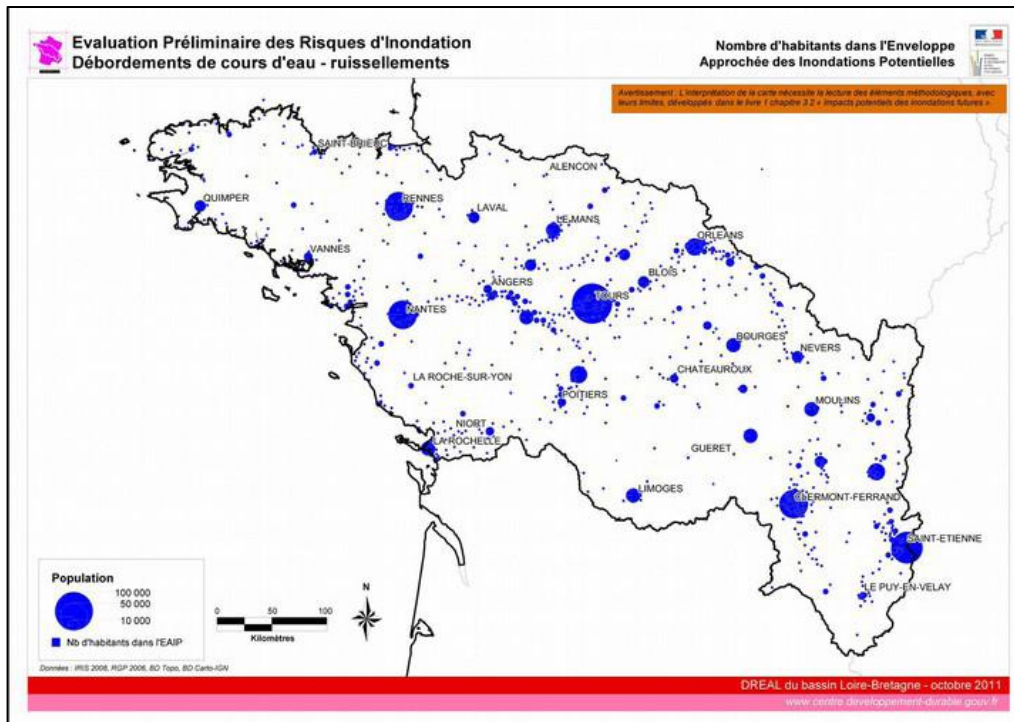 Evaluation Préliminaire des Risques d'Inondation
Débordements de cours d'eau - ruissellements
Nombre d'habitants dans l'Enveloppe
Approchée des Inondations Potentielles
Avertissement : L'interprétation de la carte nécessite la lecture des éléments méthodologiques, avec
leurs limites, développés dans le livre 1 chapitre 3.2 « Impacts potentiels des inondations futures ».
SAINT-BRIEUC
ALENCON
QUIMPER
RENNES
LAVAL
LE MANS
ORLEANS
VANNES
BLOIS
ANGERS
TOURS
NANTES
BOURGES
NEVERS
LA ROCHE-SUR-YON
CHATEAUROUX
POITIERS
MOULINS
NIORT
LA ROCHELLE
GUERET
LIMOGES
CLERMONT-FERRAND
SAINT-ETIENNE
LE PUY-EN-VELAY
Population
100 000
50 000
10 000
Nb d'habitants dans l'EAIP
N
0 50 100
Kilomètres
Données : IRIS 2008, RGP 2006, BD Topo, BD Carto-IGN
DREAL du bassin Loire-Bretagne - octobre 2011
www.centre.developpement-durable.gouv.fr